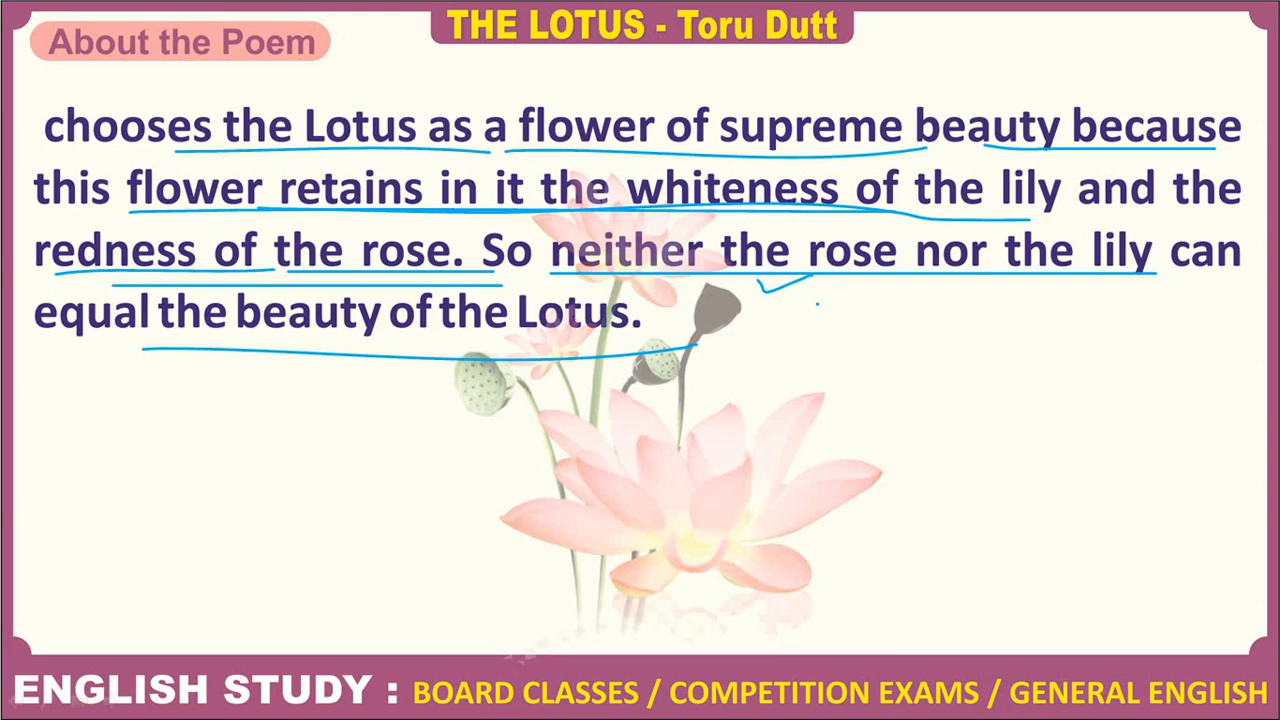 THE LOTUS - Toru Dutt
About the Poem
chooses the Lotus as a flower of supreme beauty because
this flower retains in it the whiteness of the lily and the
redness of the rose. So neither the rose nor the lily can
equal the beauty of the Lotus.
ENGLISH STUDY : BOARD CLASSES / COMPETITION EXAMS / GENERAL ENGLISH